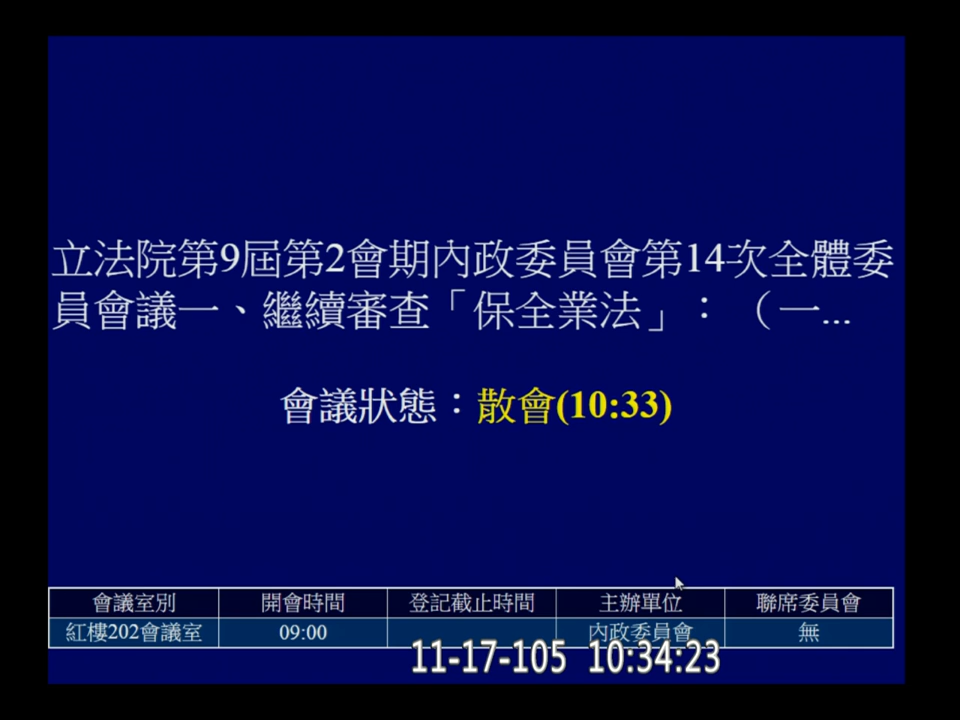 立法院第9屆第2會期內政委員會第14次全體委
員會議一、繼續審查「保全業法」：（一...
會議狀態：散會(10:33)
會議室別 開會時間 登記截止時間 主辦單位 聯席委員會
紅樓202會議室 09:00 內政委員會 無
11-17-105 10:34:23